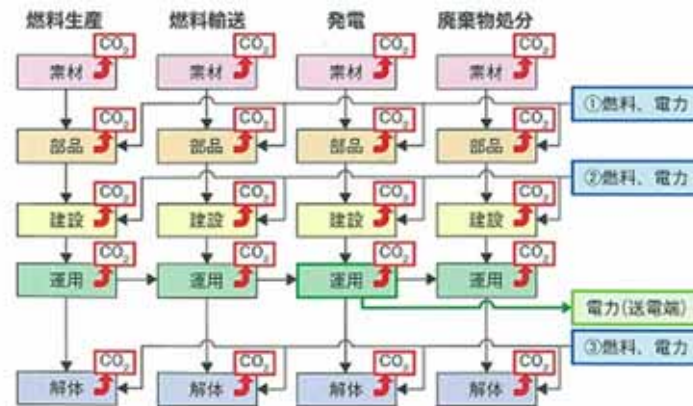 燃料生産 燃料輸送 発電 廃棄物処分
CO₂ CO₂ CO₂ CO₂
素材 素材 素材 素材
①燃料、電力
CO₂ CO₂ CO₂ CO₂
部品 部品 部品 部品
②燃料、電力
CO₂ CO₂ CO₂ CO₂
建設 建設 建設 建設
CO₂ CO₂ CO₂ CO₂
運用 運用 運用 運用
電力(送電端)
③燃料、電力
CO₂ CO₂ CO₂ CO₂
解体 解体 解体 解体